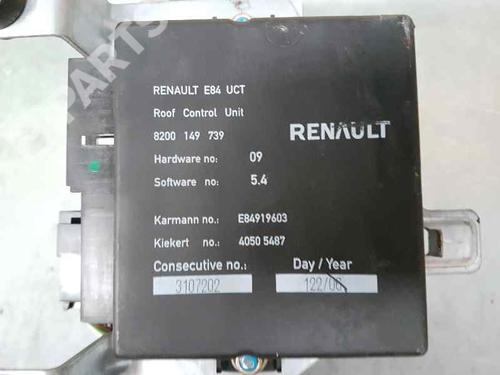 RENAULT E84 UCT
Roof Control Unit
8200 149 739
RENAULT
Hardware no: 09
Software no: 5.4
Karmann no.: E84919603
Kiekert no.: 4050 5487
Consecutive no.: Day / Year
3107202